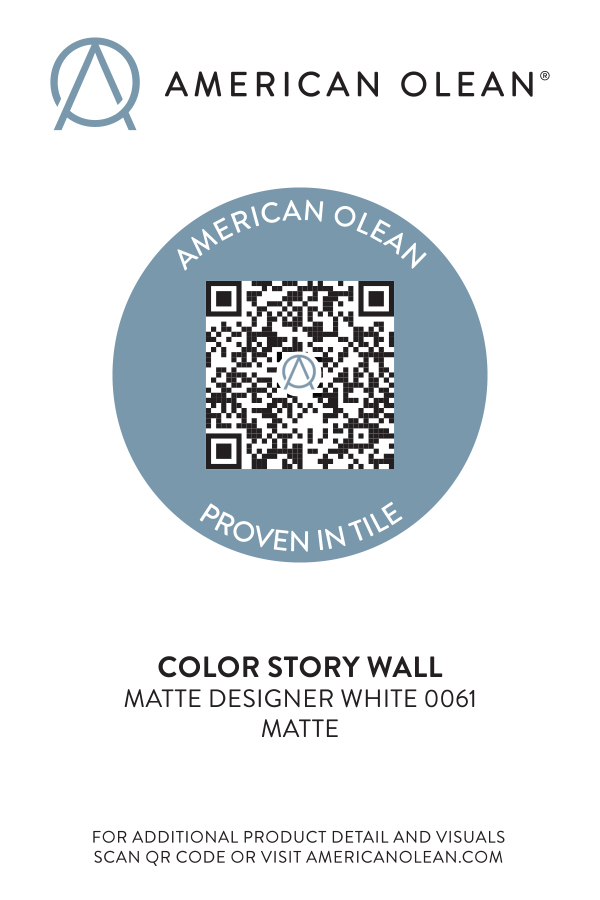 AMERICAN OLEAN®
AMERICAN OLEAN
PROVEN IN TILE
COLOR STORY WALL
MATTE DESIGNER WHITE 0061
MATTE
FOR ADDITIONAL PRODUCT DETAIL AND VISUALS
SCAN QR CODE OR VISIT AMERICANOLEAN.COM